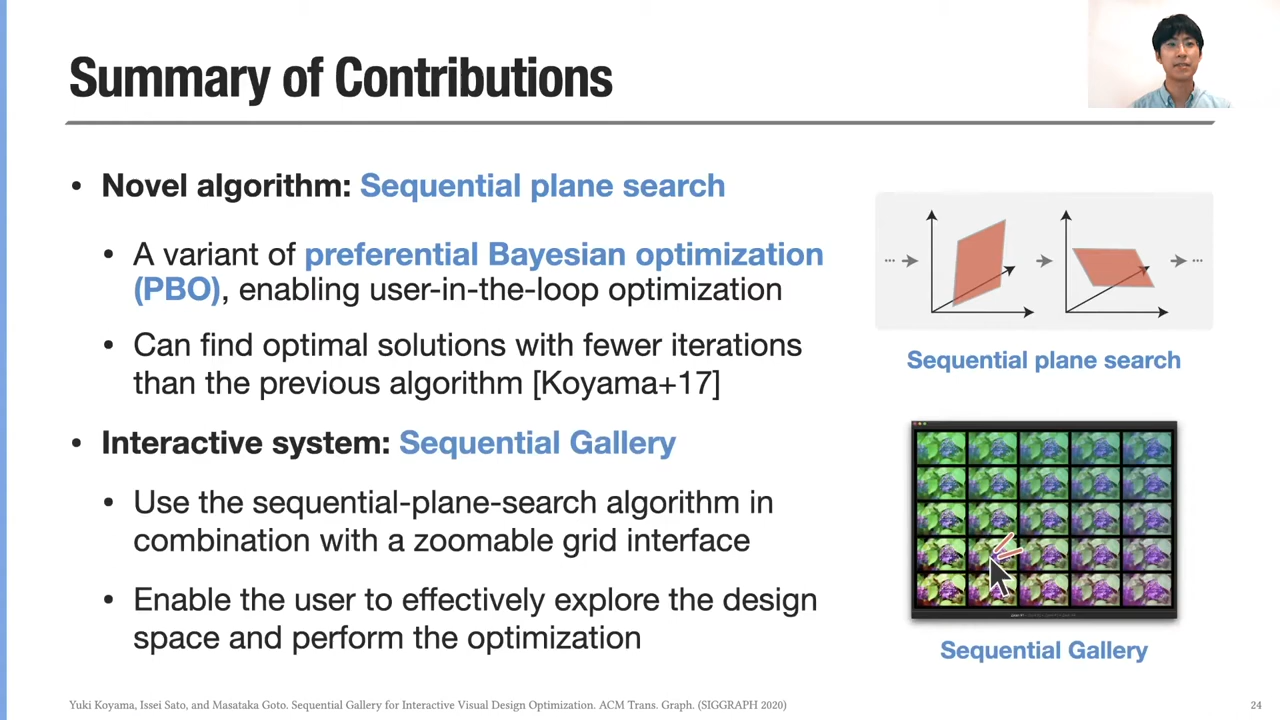 Summary of Contributions
• Novel algorithm: Sequential plane search
• A variant of preferential Bayesian optimization
(PBO), enabling user-in-the-loop optimization
• Can find optimal solutions with fewer iterations
than the previous algorithm [Koyama+17]
• Interactive system: Sequential Gallery
• Use the sequential-plane-search algorithm in
combination with a zoomable grid interface
• Enable the user to effectively explore the design
space and perform the optimization
... ...
Sequential plane search
Sequential Gallery
Yuki Koyama, Issei Sato, and Masataka Goto. Sequential Gallery for Interactive Visual Design Optimization. ACM Trans. Graph. (SIGGRAPH 2020)
24